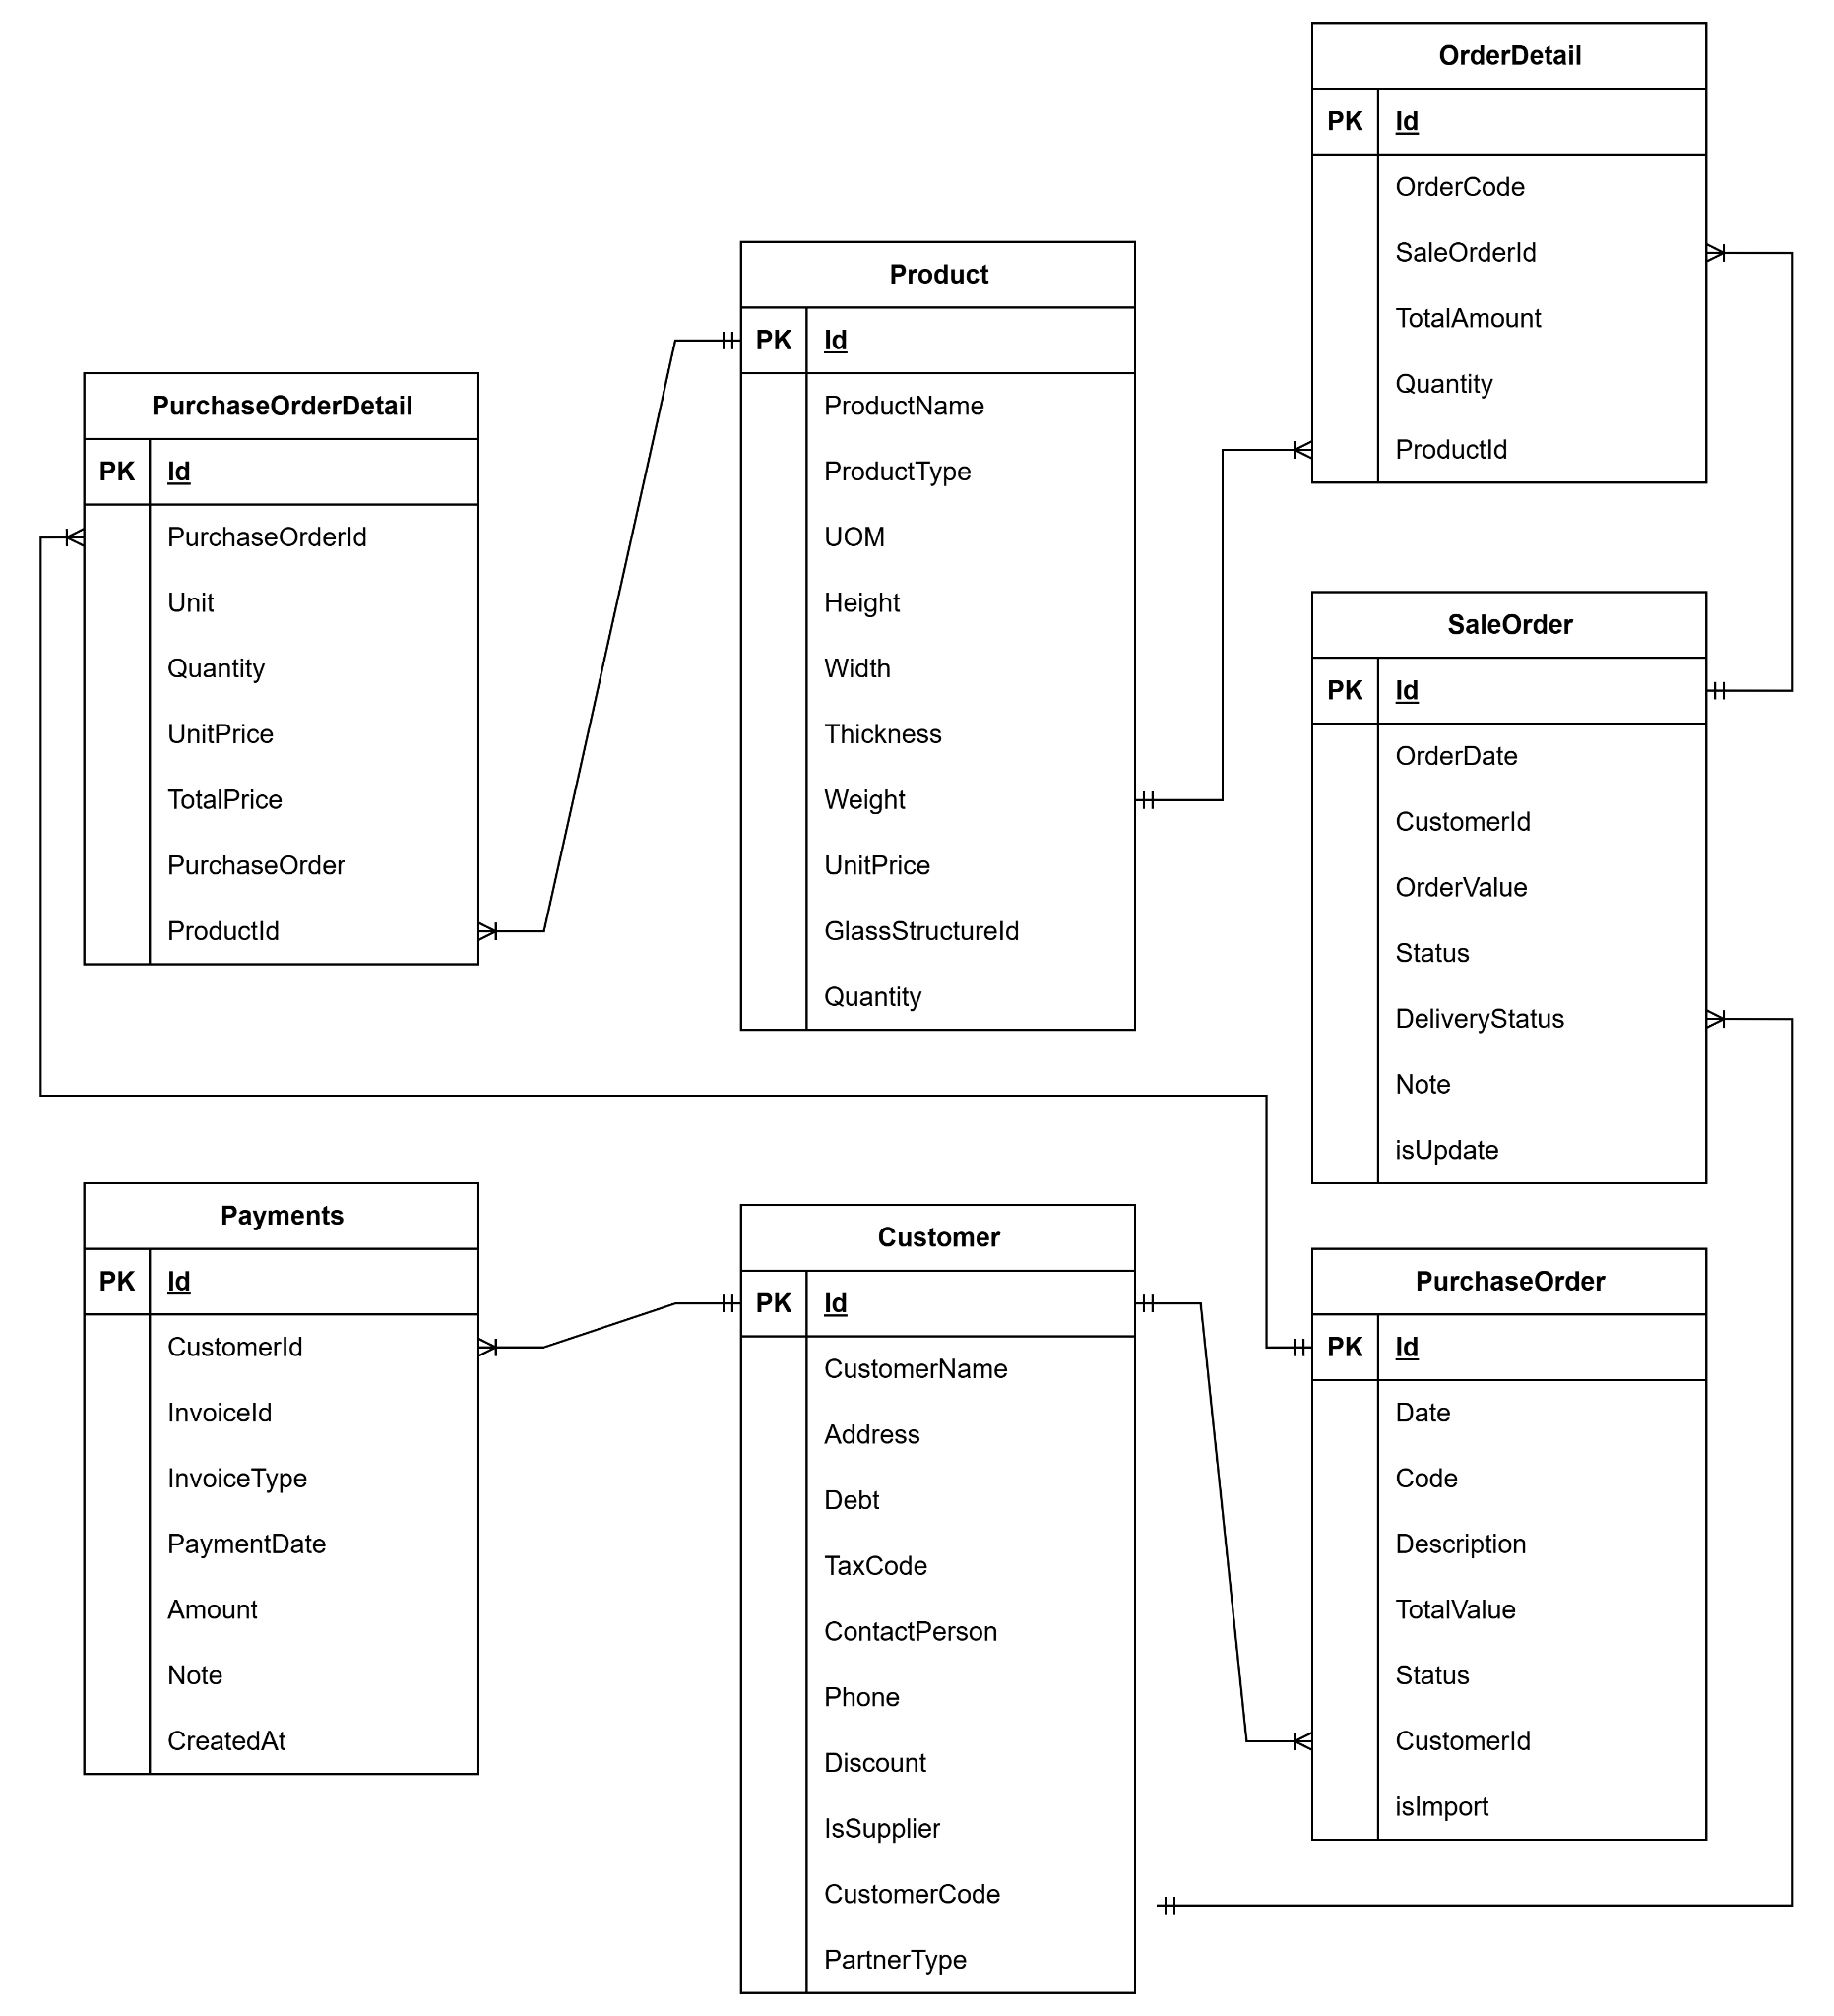 OrderDetail
PK Id
OrderCode
SaleOrderId
TotalAmount
Quantity
ProductId
Product
PK Id
ProductName
ProductType
UOM
Height
Width
Thickness
Weight
UnitPrice
GlassStructureId
Quantity
PurchaseOrderDetail
PK Id
PurchaseOrderId
Unit
Quantity
UnitPrice
TotalPrice
PurchaseOrder
ProductId
SaleOrder
PK Id
OrderDate
CustomerId
OrderValue
Status
DeliveryStatus
Note
isUpdate
Payments
PK Id
CustomerId
InvoiceId
InvoiceType
PaymentDate
Amount
Note
CreatedAt
Customer
PK Id
CustomerName
Address
Debt
TaxCode
ContactPerson
Phone
Discount
IsSupplier
CustomerCode
PartnerType
PurchaseOrder
PK Id
Date
Code
Description
TotalValue
Status
CustomerId
isImport